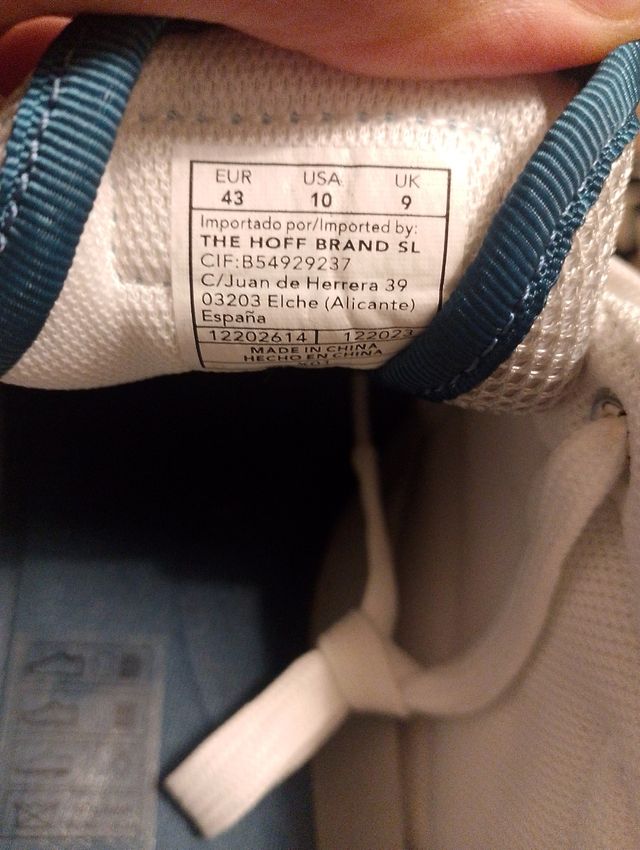 EUR USA UK
43 10 9
Importado por/Imported by:
THE HOFF BRAND SL
CIF:B54929237
C/Juan de Herrera 39
03203 Elche (Alicante)
España
12202614 122023
MADE IN CHINA
HECHO EN CHINA